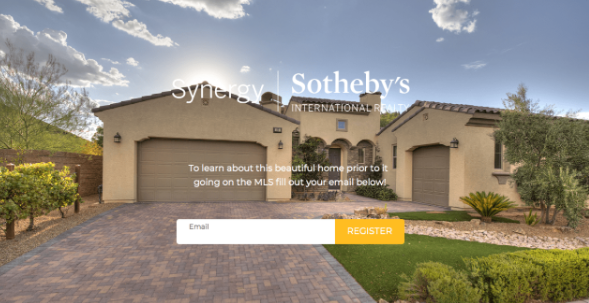 Synergy | Sotheby's
INTERNATIONAL REALTY
To learn about this beautiful home prior to it
going on the MLS fill out your email below!
Email
REGISTER